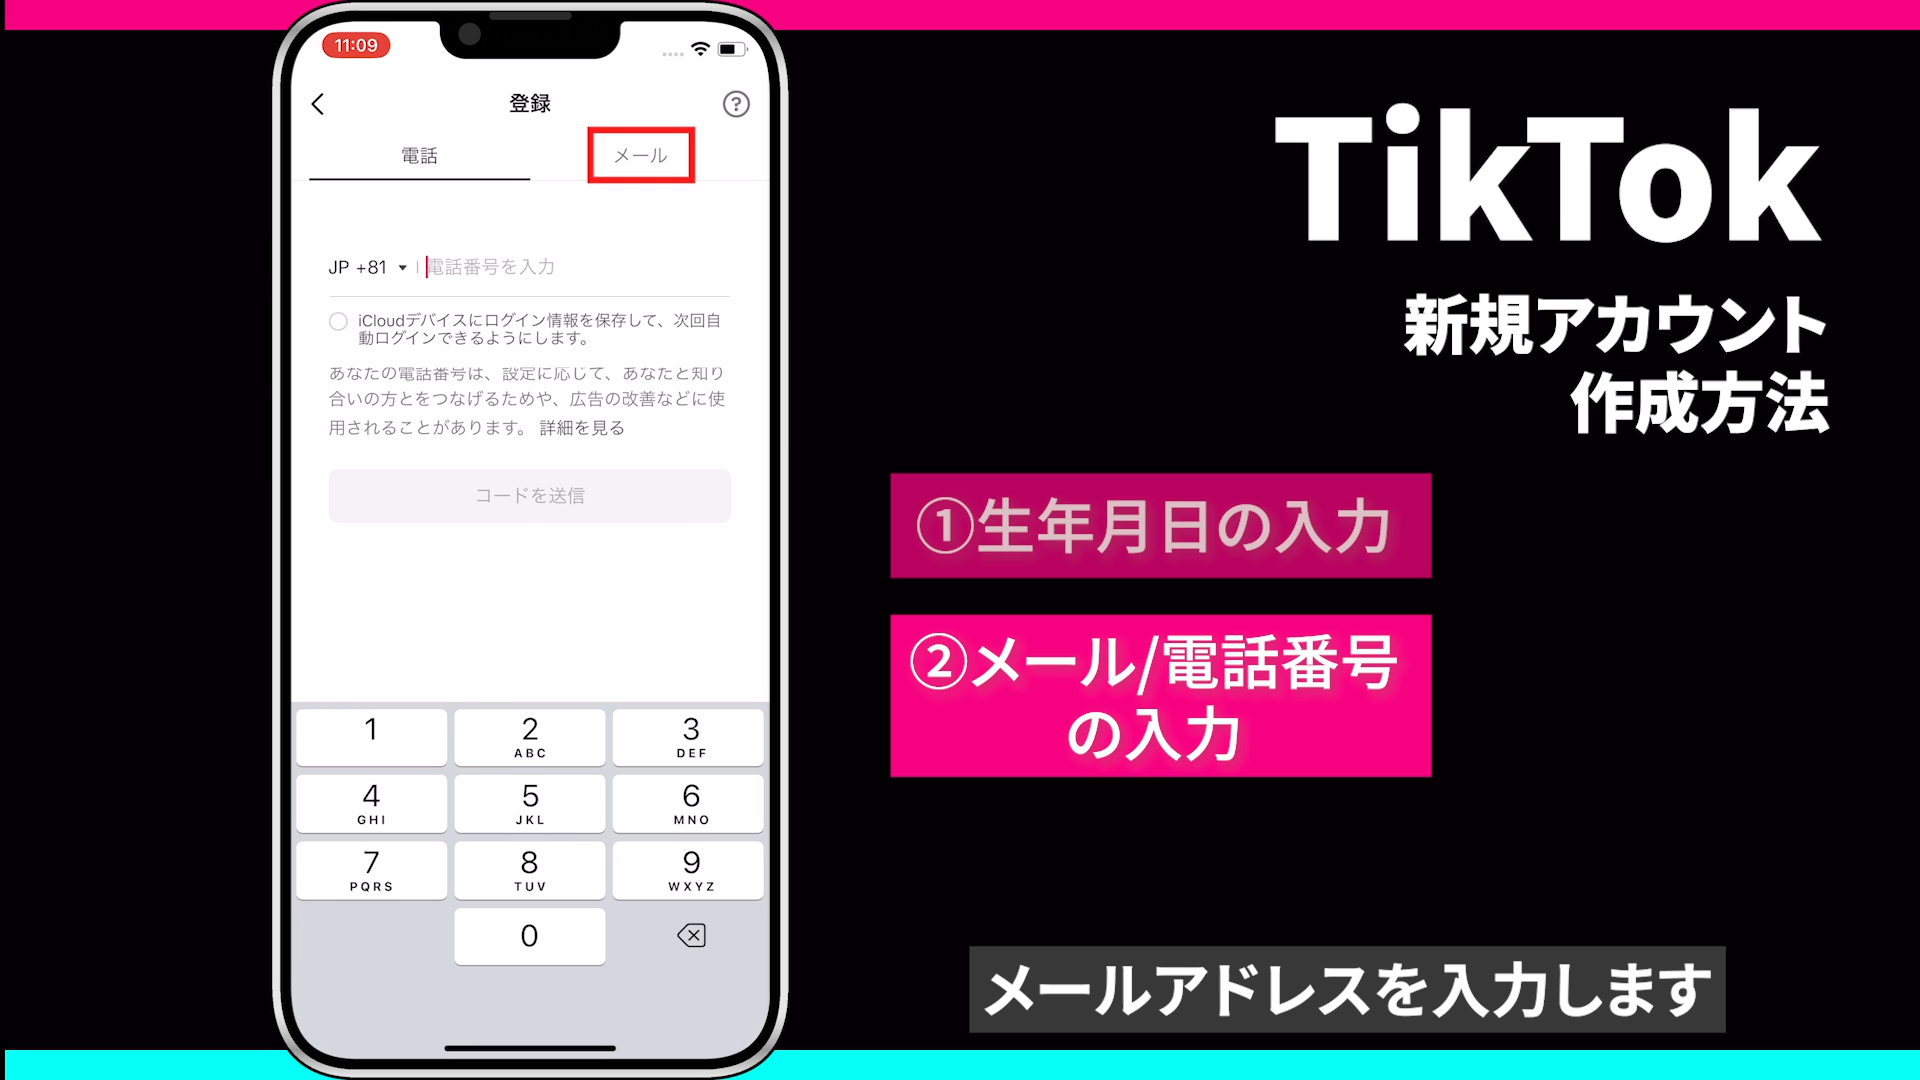 11:09
登録
電話
メール
JP +81
電話番号を入力
iCloudデバイスにログイン情報を保存して、次回自
動ログインできるようにします。
あなたの電話番号は、設定に応じて、あなたと知り
合いの方とをつなげるためや、広告の改善などに使
用されることがあります。 詳細を見る
コードを送信
1
2
ABC
3
DEF
4
GHI
5
JKL
6
MNO
7
PQRS
8
TUV
9
WXYZ
0
TikTok
新規アカウント
作成方法
①生年月日の入力
②メール/電話番号
の入力
メールアドレスを入力します